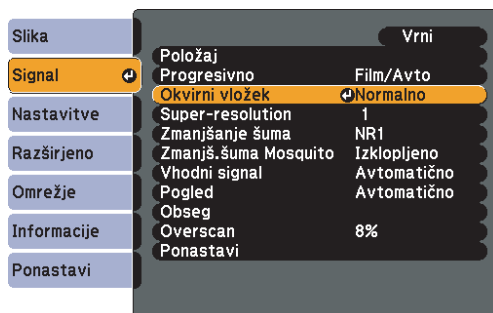 Slika
Signal
Nastavitve
Razširjeno
Omrežje
Informacije
Ponastavi
Vrni
Položaj
Progresivno Film/Avto
Okvirni vložek Normalno
Super-resolution 1
Zmanjšanje šuma NR1
Zmanjš.šuma Mosquito Izklopljeno
Vhodni signal Avtomatično
Pogled Avtomatično
Obseg
Overscan 8%
Ponastavi